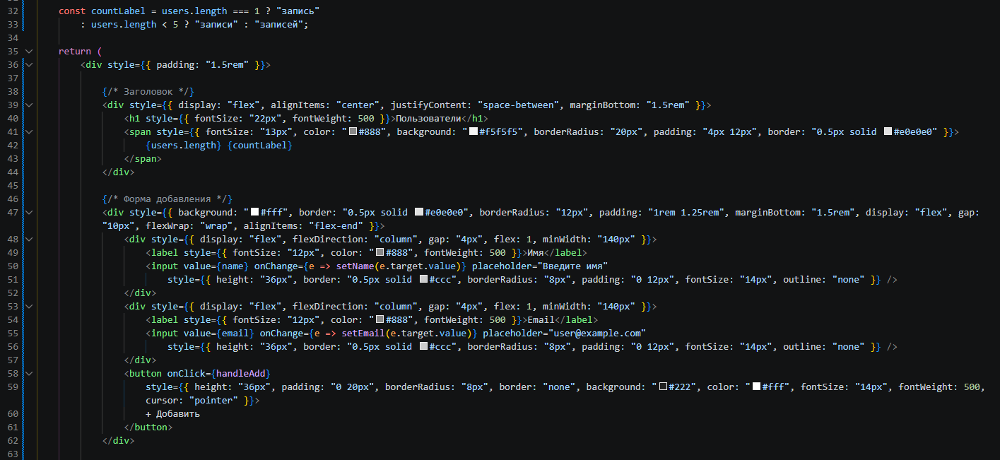 32 const countLabel = users.length === 1 ? "запись"
33 : users.length < 5 ? "записи" : "записей";
34
35 return (
36 <div style={{ padding: "1.5rem" }}>
37
38 {/* Заголовок */}
39 <div style={{ display: "flex", alignItems: "center", justifyContent: "space-between", marginBottom: "1.5rem" }}>
40 <h1 style={{ fontSize: "22px", fontWeight: 500 }}>Пользователи</h1>
41 <span style={{ fontSize: "13px", color: "#888", background: "#f5f5f5", borderRadius: "20px", padding: "4px 12px", border: "0.5px solid #e0e0e0" }}>
42 {users.length} {countLabel}
43 </span>
44 </div>
45
46 {/* Форма добавления */}
47 <div style={{ background: "#fff", border: "0.5px solid #e0e0e0", borderRadius: "12px", padding: "1rem 1.25rem", marginBottom: "1.5rem", display: "flex", gap:
"10px", flexWrap: "wrap", alignItems: "flex-end" }}>
48 <div style={{ display: "flex", flexDirection: "column", gap: "4px", flex: 1, minWidth: "140px" }}>
49 <label style={{ fontSize: "12px", color: "#888", fontWeight: 500 }}>Имя</label>
50 <input value={name} onChange={e => setName(e.target.value)} placeholder="Введите имя"
51 style={{ height: "36px", border: "0.5px solid #ccc", borderRadius: "8px", padding: "0 12px", fontSize: "14px", outline: "none" }} />
52 </div>
53 <div style={{ display: "flex", flexDirection: "column", gap: "4px", flex: 1, minWidth: "140px" }}>
54 <label style={{ fontSize: "12px", color: "#888", fontWeight: 500 }}>Email</label>
55 <input value={email} onChange={e => setEmail(e.target.value)} placeholder="user@example.com"
56 style={{ height: "36px", border: "0.5px solid #ccc", borderRadius: "8px", padding: "0 12px", fontSize: "14px", outline: "none" }} />
57 </div>
58 <button onClick={handleAdd}
59 style={{ height: "36px", padding: "0 20px", borderRadius: "8px", border: "none", background: "#222", color: "#fff", fontSize: "14px", fontWeight: 500,
cursor: "pointer" }}>
60 + Добавить
61 </button>
62 </div>
63